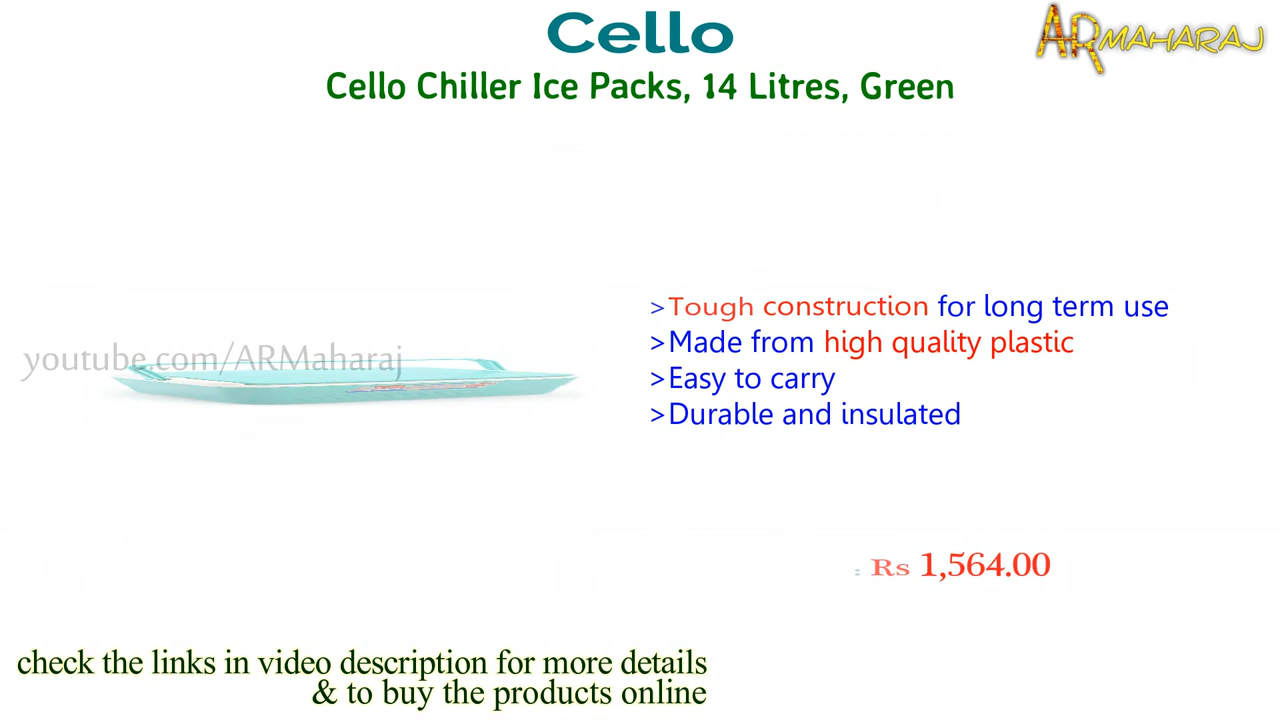 Cello
ARMAHARAJ
Cello Chiller Ice Packs, 14 Litres, Green
>Tough construction for long term use
>Made from high quality plastic
youtube.com/ARMaharaj
>Easy to carry
>Durable and insulated
: Rs 1,564.00
check the links in video description for more details
& to buy the products online